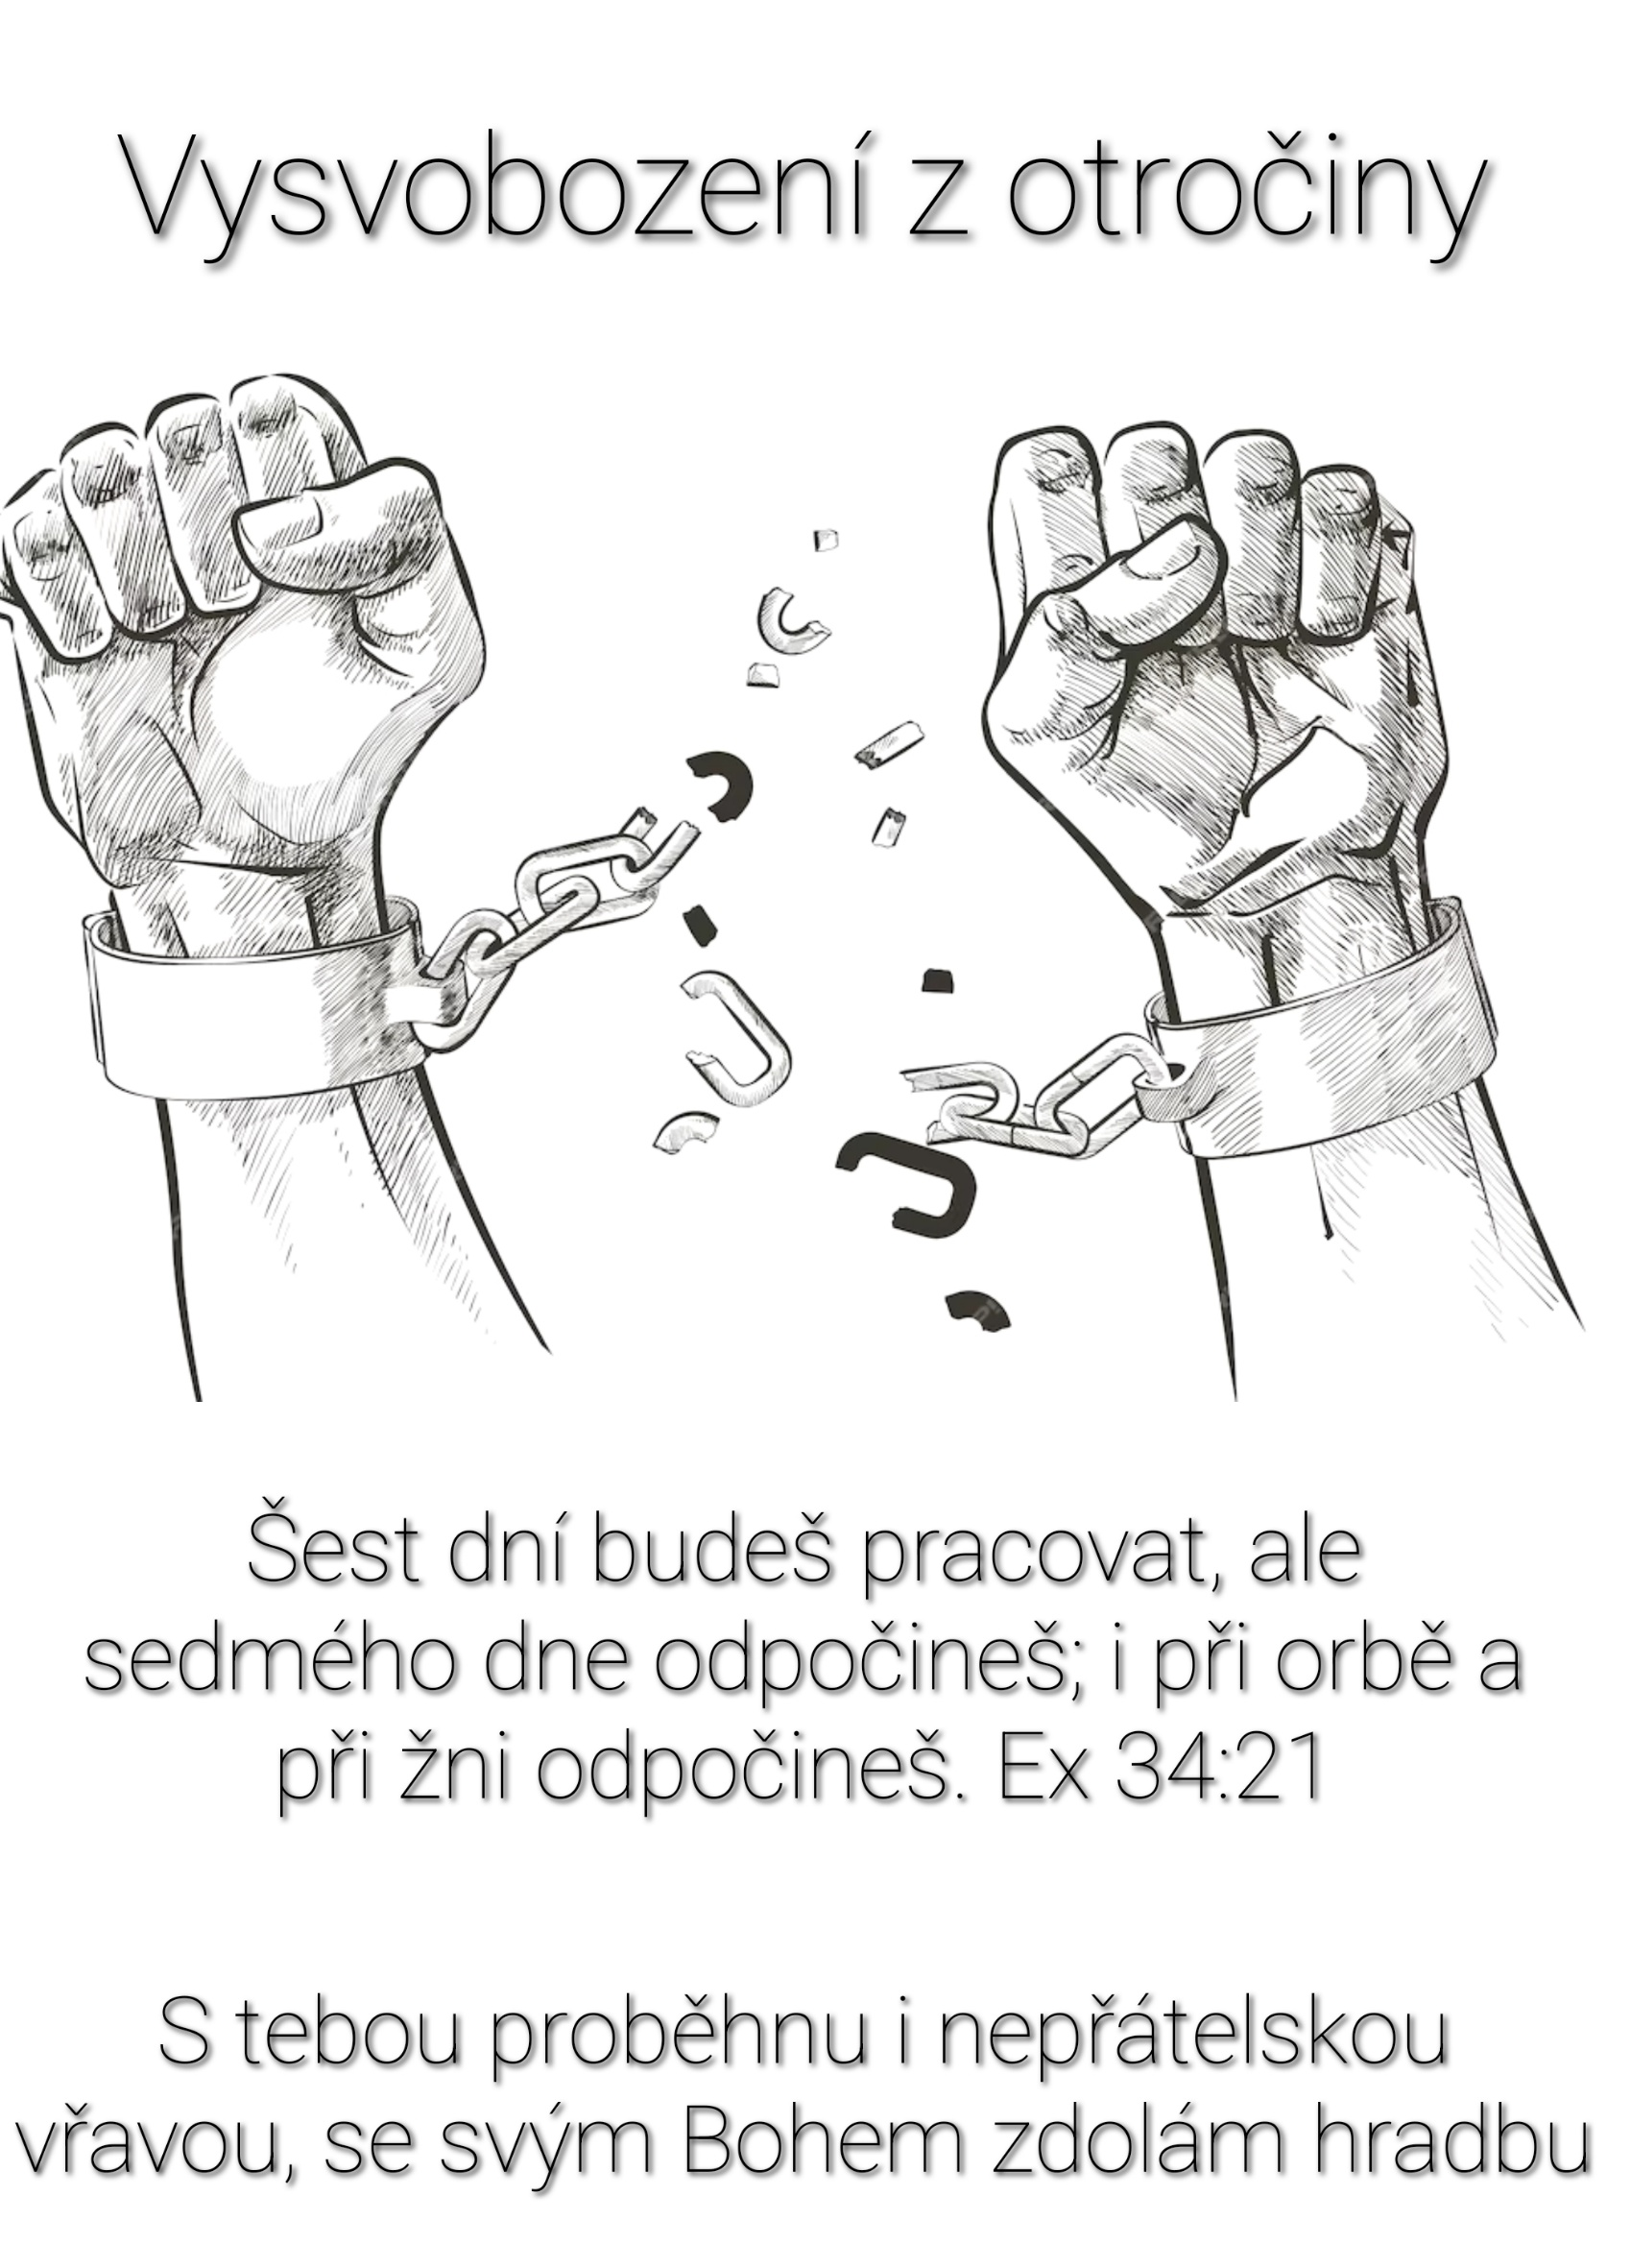 Vysvobození z otročiny
Šest dní budeš pracovat, ale
sedmého dne odpočineš; i při orbě a
při žni odpočineš. Ex 34:21
S tebou proběhnu i nepřátelskou
vřavou, se svým Bohem zdolám hradbu